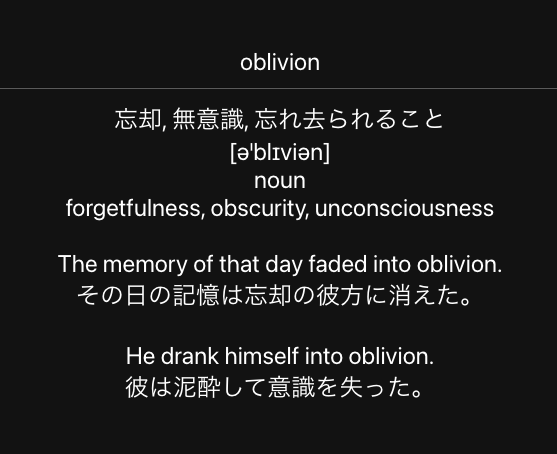 oblivion
忘却, 無意識, 忘れ去られること
[ə'blɪviən]
noun
forgetfulness, obscurity, unconsciousness
The memory of that day faded into oblivion.
その日の記憶は忘却の彼方に消えた。
He drank himself into oblivion.
彼は泥酔して意識を失った。